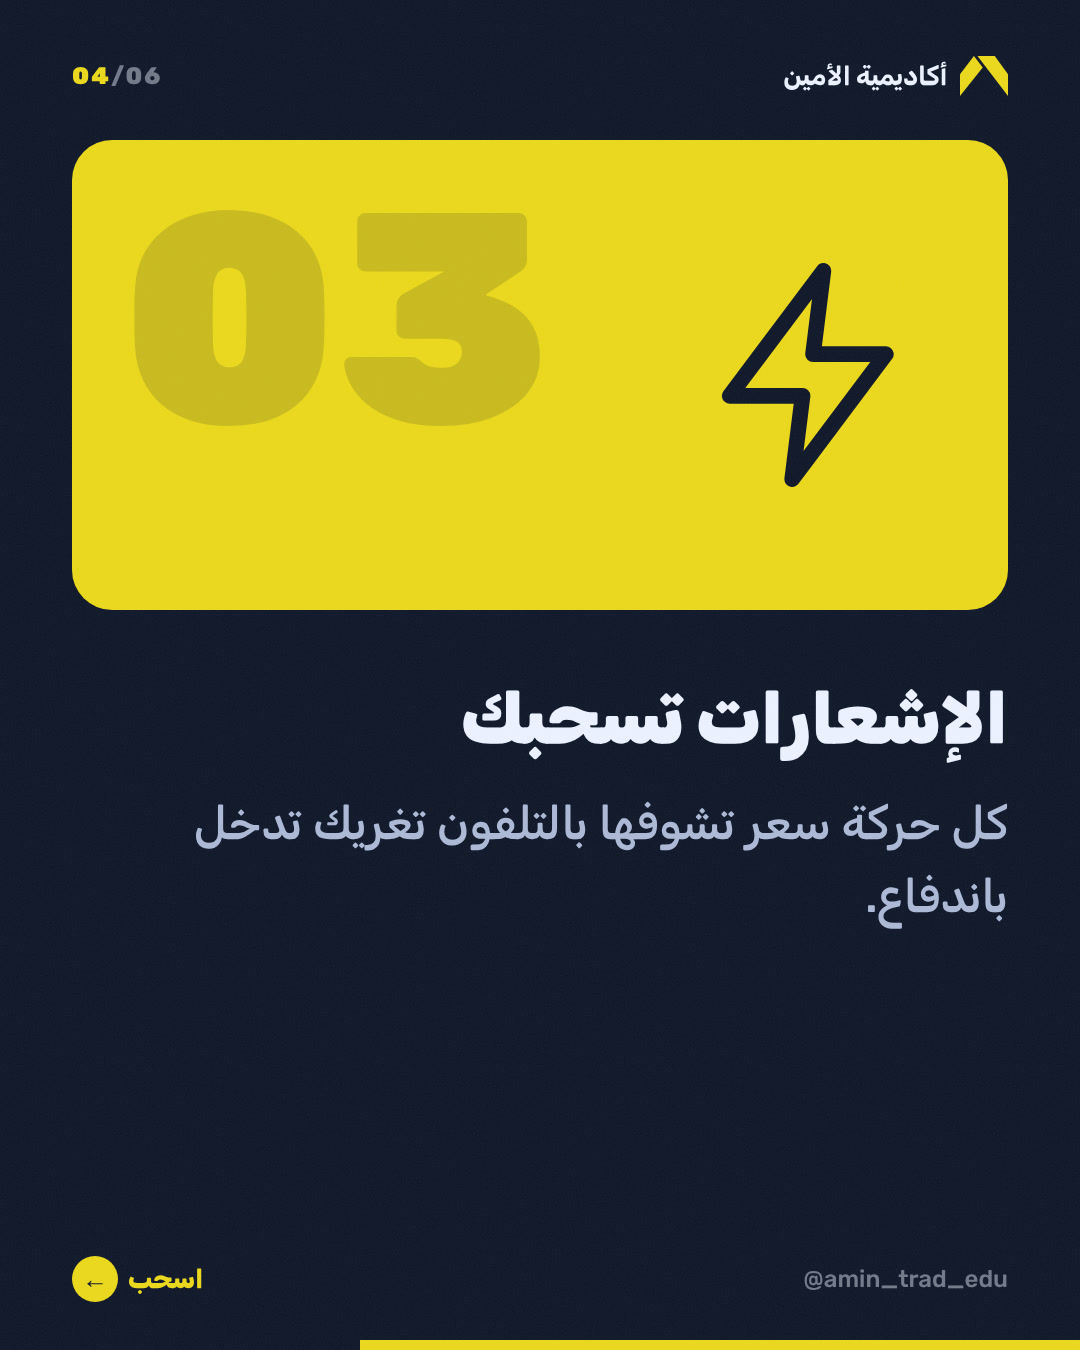 أكاديمية الأمين
04/06
03
الإشعارات تسحبك
كل حركة سعر تشوفها بالتلفون تغريك تدخل
باندفاع.
@amin_trad_edu
اسحب ←